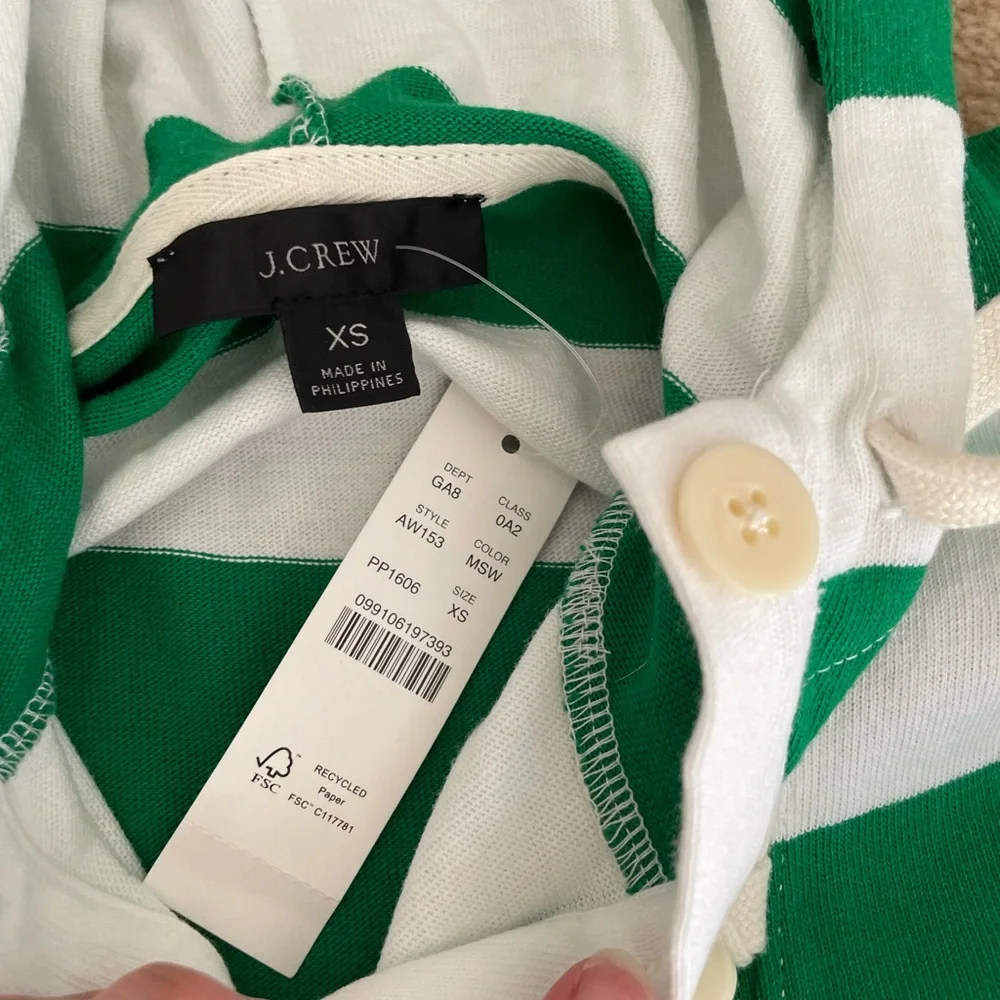 J.CREW
XS
MADE IN
PHILIPPINES
DEPT CLASS
GA8 0A2
STYLE COLOR
AW153 MSW
PP1606 SIZE
XS
099106197393
FSC
RECYCLED
Paper
FSC™ C117781